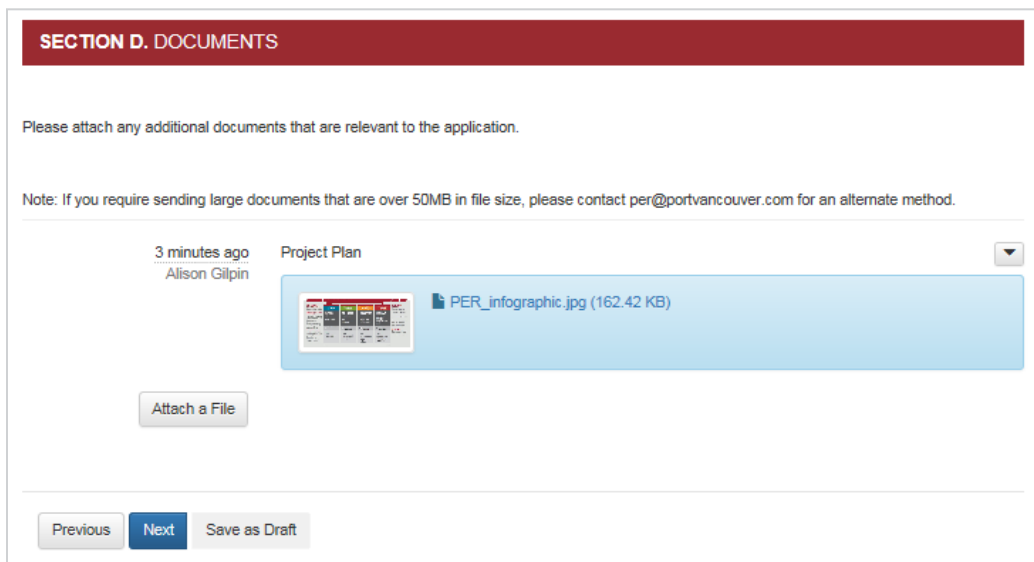 SECTION D. DOCUMENTS
Please attach any additional documents that are relevant to the application.
Note: If you require sending large documents that are over 50MB in file size, please contact per@portvancouver.com for an alternate method.
3 minutes ago Project Plan
Alison Gilpin
PER_infographic.jpg (162.42 KB)
Attach a File
Previous Next Save as Draft